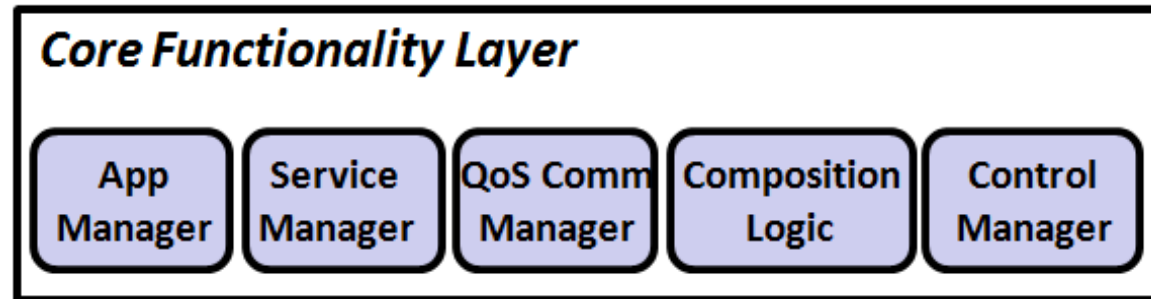 Core Functionality Layer
App
Manager
Service
Manager
QoS Comm
Manager
Composition
Logic
Control
Manager